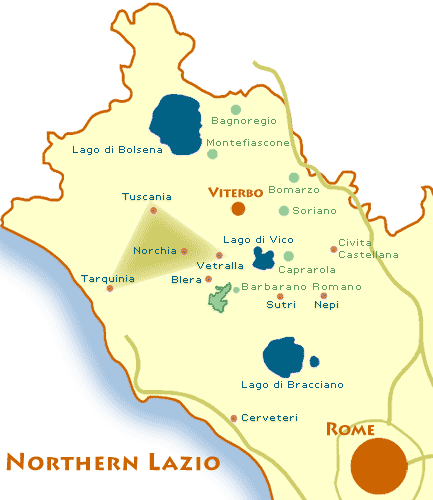 Bagnoregio
Montefiascone
Lago di Bolsena
Bomarzo
Tuscania
Viterbo
Soriano
Lago di Vico
Civita
Castellana
Norchia
Vetralla
Caprarola
Tarquinia
Blera
Barbarano Romano
Sutri
Nepi
Lago di Bracciano
Cerveteri
Rome
Northern Lazio